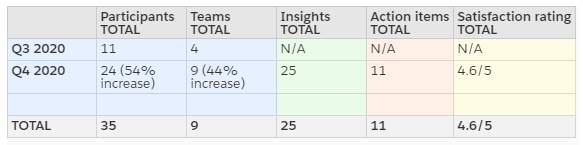 Participants TOTAL Teams TOTAL Insights TOTAL Action items TOTAL Satisfaction rating TOTAL
Q3 2020 11 4 N/A N/A N/A
Q4 2020 24 (54% increase) 9 (44% increase) 25 11 4.6/5
TOTAL 35 9 25 11 4.6/5